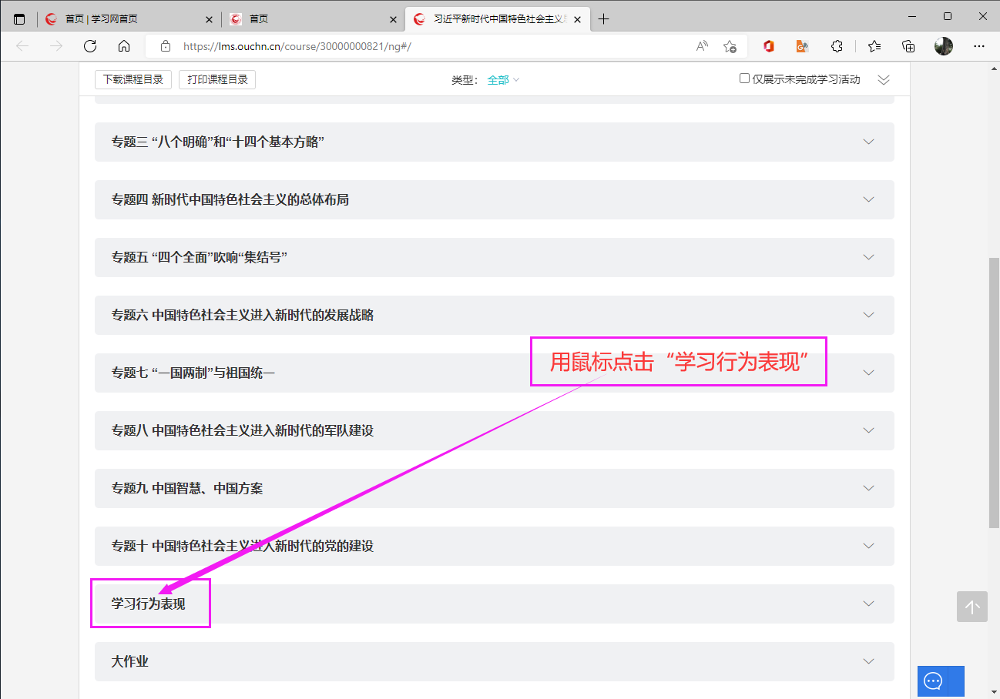 首页 | 学习网首页
首页
习近平新时代中国特色社会主义
https://lms.ouchn.cn/course/30000000821/ng#/
下载课程目录 打印课程目录 类型： 全部 仅展示未完成学习活动
专题三 “八个明确”和“十四个基本方略”
专题四 新时代中国特色社会主义的总体布局
专题五 “四个全面”吹响“集结号”
专题六 中国特色社会主义进入新时代的发展战略
用鼠标点击“学习行为表现”
专题七 “一国两制”与祖国统一
专题八 中国特色社会主义进入新时代的军队建设
专题九 中国智慧、中国方案
专题十 中国特色社会主义进入新时代的党的建设
学习行为表现
大作业